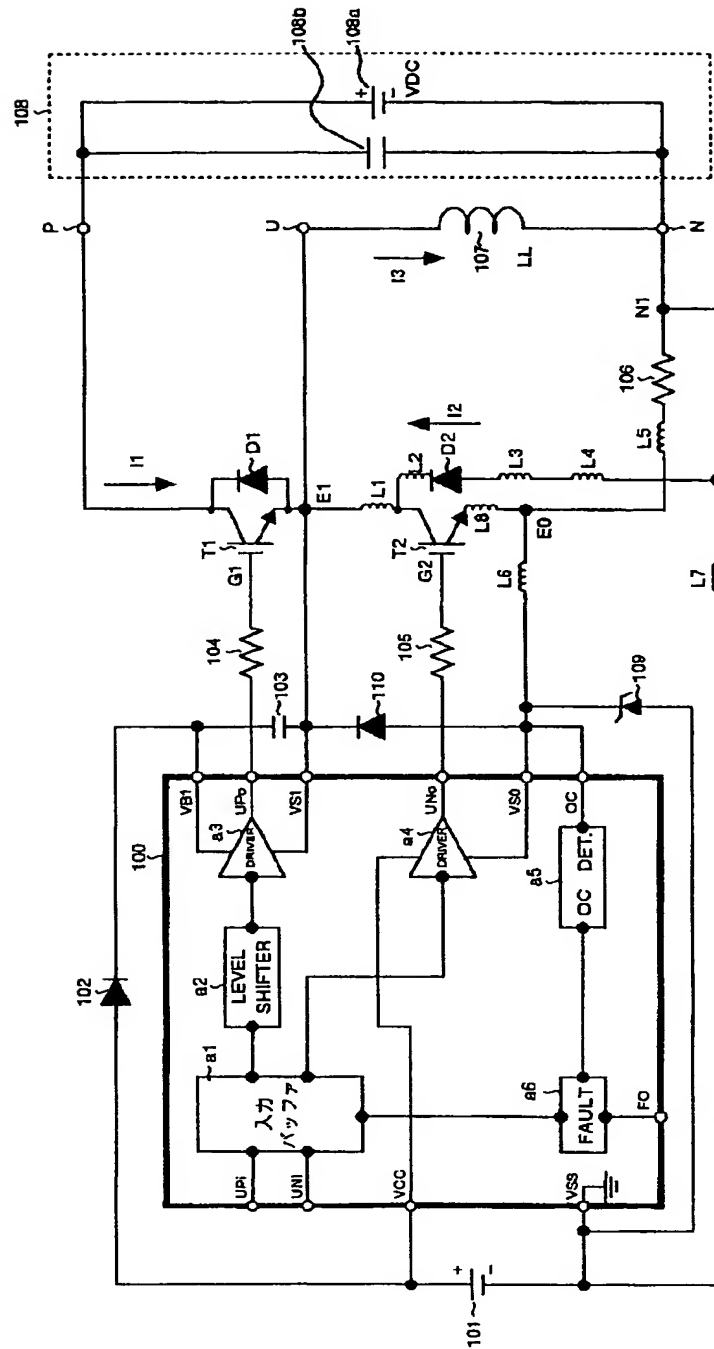 108
108b
108a
+
-
VDC
P
U
N
I3
107
LL
N1
106
I1
I2
D1
E1
L1
L2
D2
L3
L4
L5
T1
G1
T2
G2
L8
E0
L6
L7
104
103
105
110
109
102
100
VB1
UPo
VS1
UNo
VS0
OC
a3
DRIVER
a4
DRIVER
a5
OC DET.
a2
LEVEL
SHIFTER
a1
入力
バッファ
a6
FAULT
FO
UPi
UNi
VCC
VSS
+
-
101